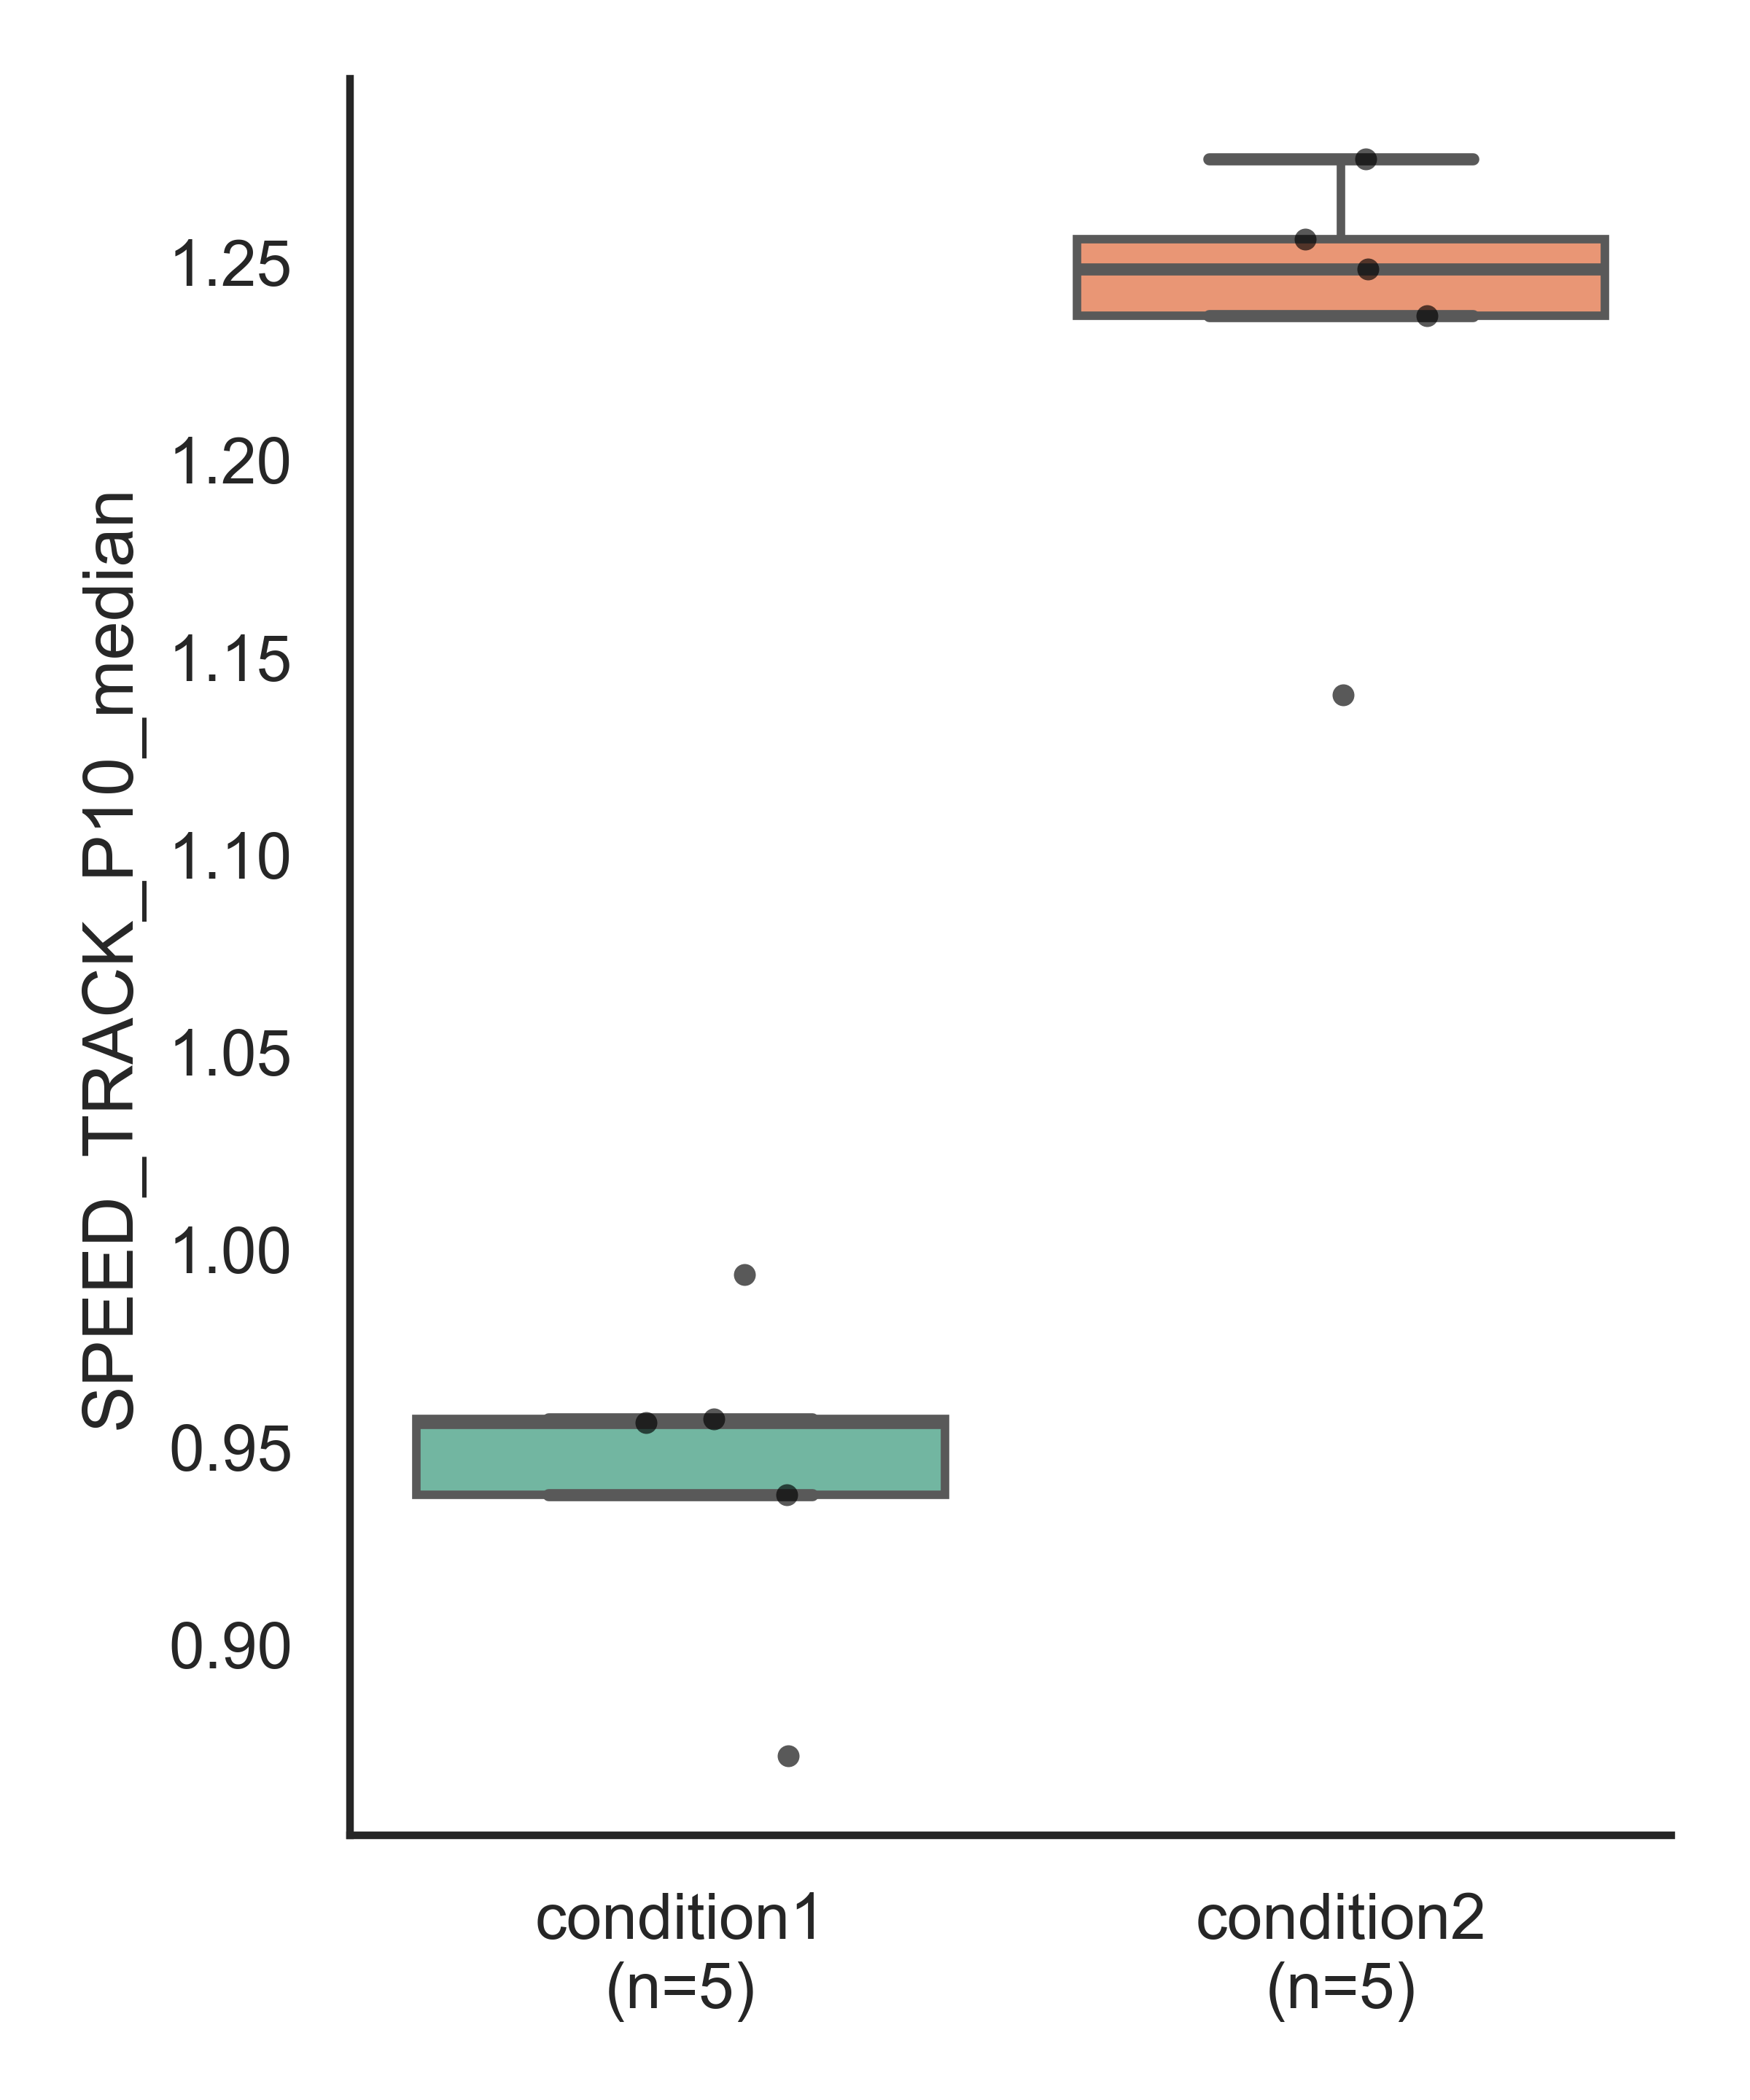 SPEED_TRACK_P10_median
1.25
1.20
1.15
1.10
1.05
1.00
0.95
0.90
condition1
(n=5)
condition2
(n=5)